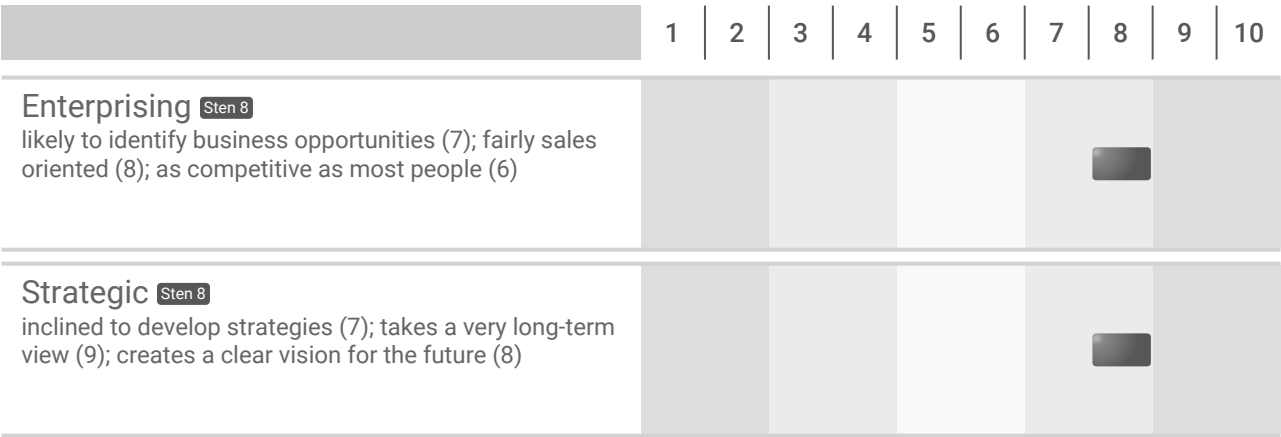 1 2 3 4 5 6 7 8 9 10
Enterprising Sten 8
likely to identify business opportunities (7); fairly sales
oriented (8); as competitive as most people (6)
Strategic Sten 8
inclined to develop strategies (7); takes a very long-term
view (9); creates a clear vision for the future (8)